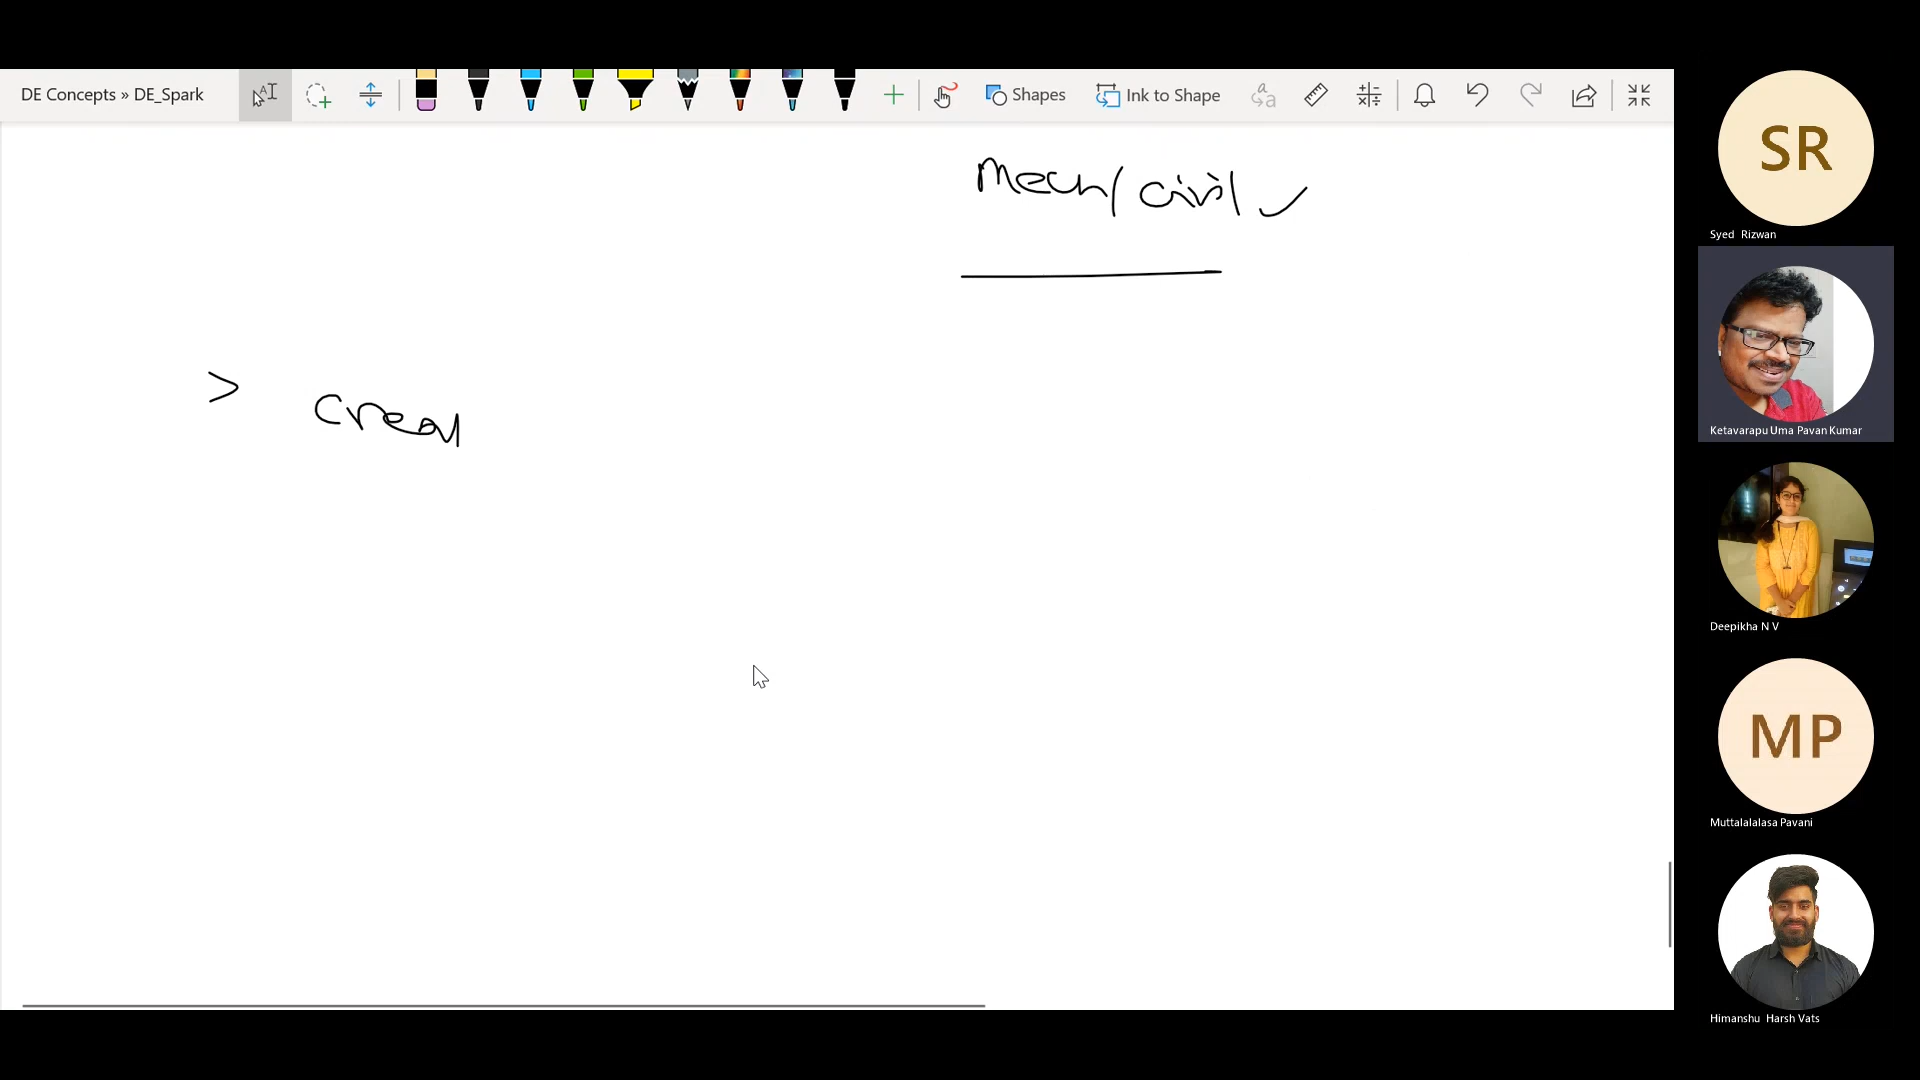 DE Concepts » DE_Spark
Shapes
Ink to Shape
Mech/civil
>
SR
Syed Rizwan
Ketavarapu Uma Pavan Kumar
Deepikha N V
MP
Muttalalalasa Pavani
Himanshu Harsh Vats